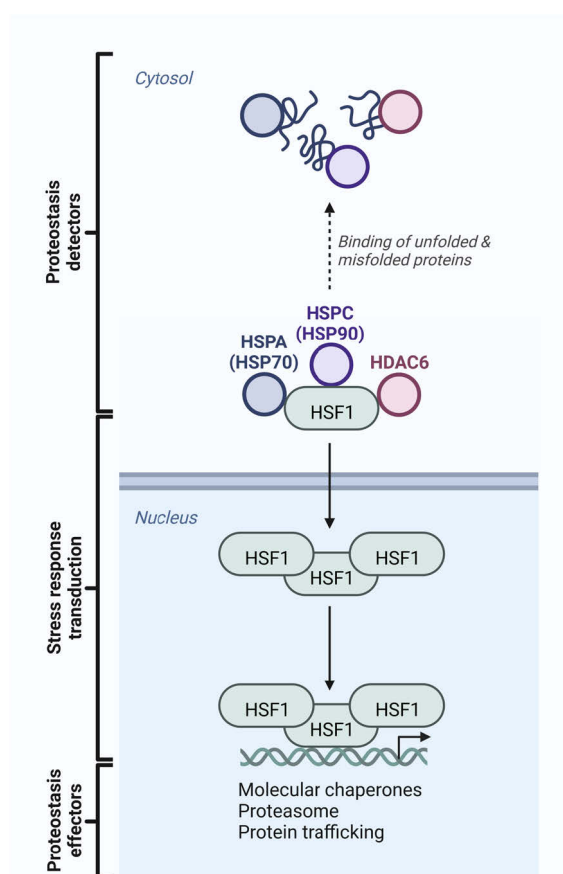 Cytosol
Proteostasis
detectors
Binding of unfolded &
misfolded proteins
HSPC
(HSP90)
HSPA
(HSP70)
HDAC6
HSF1
Nucleus
Stress response
transduction
HSF1
HSF1
HSF1
HSF1
HSF1
HSF1
Proteostasis
effectors
Molecular chaperones
Proteasome
Protein trafficking